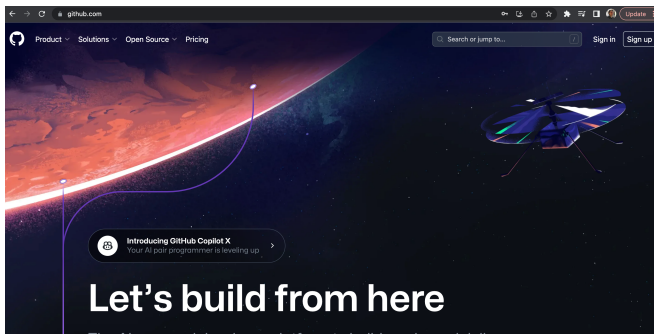 github.com
Update
Product
Solutions
Open Source
Pricing
Search or jump to...
/
Sign in
Sign up
Introducing GitHub Copilot X
Your AI pair programmer is leveling up
Let's build from here